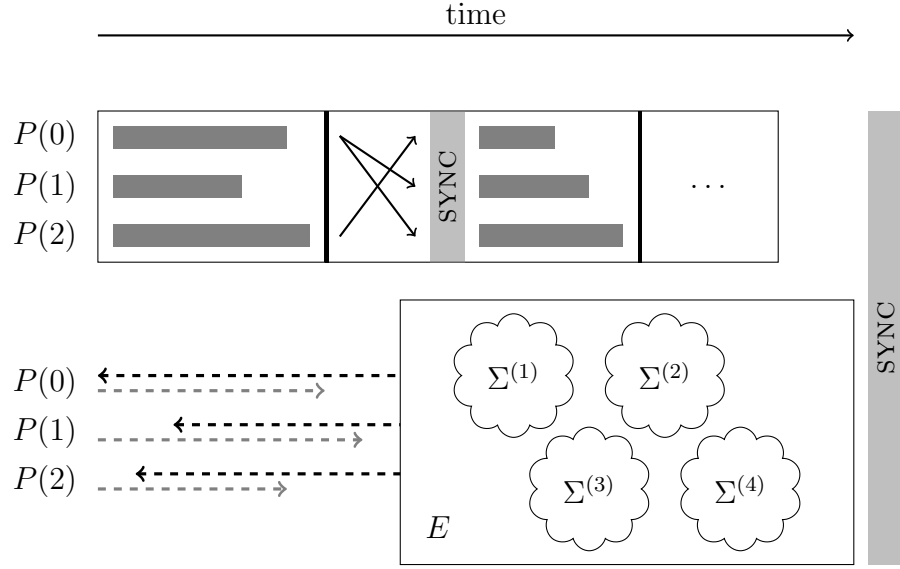 time
P(0)
P(1)
P(2)
SYNC
...
SYNC
P(0)
P(1)
P(2)
Σ(1)
Σ(2)
Σ(3)
Σ(4)
E